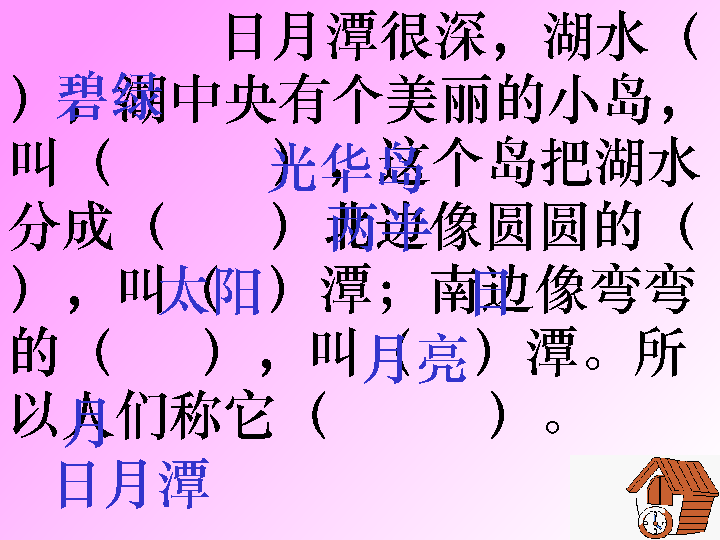 日月潭很深，湖水（
），湖中央有个美丽的小岛，
碧绿
叫（　　　），这个岛把湖水
光华岛
分成（　　）北边像圆圆的（
两半
），叫（　）潭；南边像弯弯
太阳
日
的（　　），叫（　）潭。所
月亮
以人们称它（　　　）。
月
日月潭